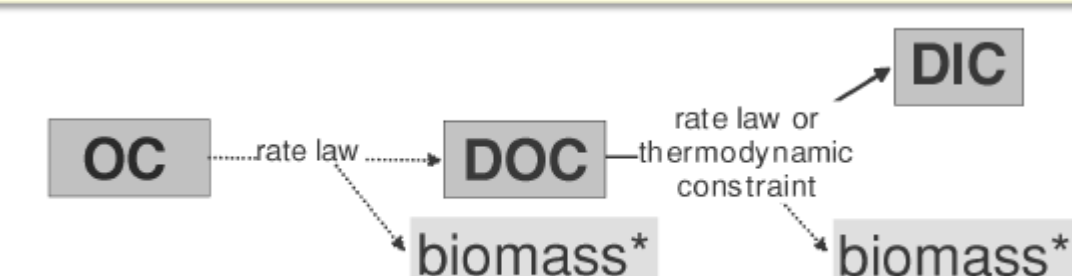 DIC
OC
rate law
DOC
rate law or
thermodynamic
constraint
biomass*
biomass*